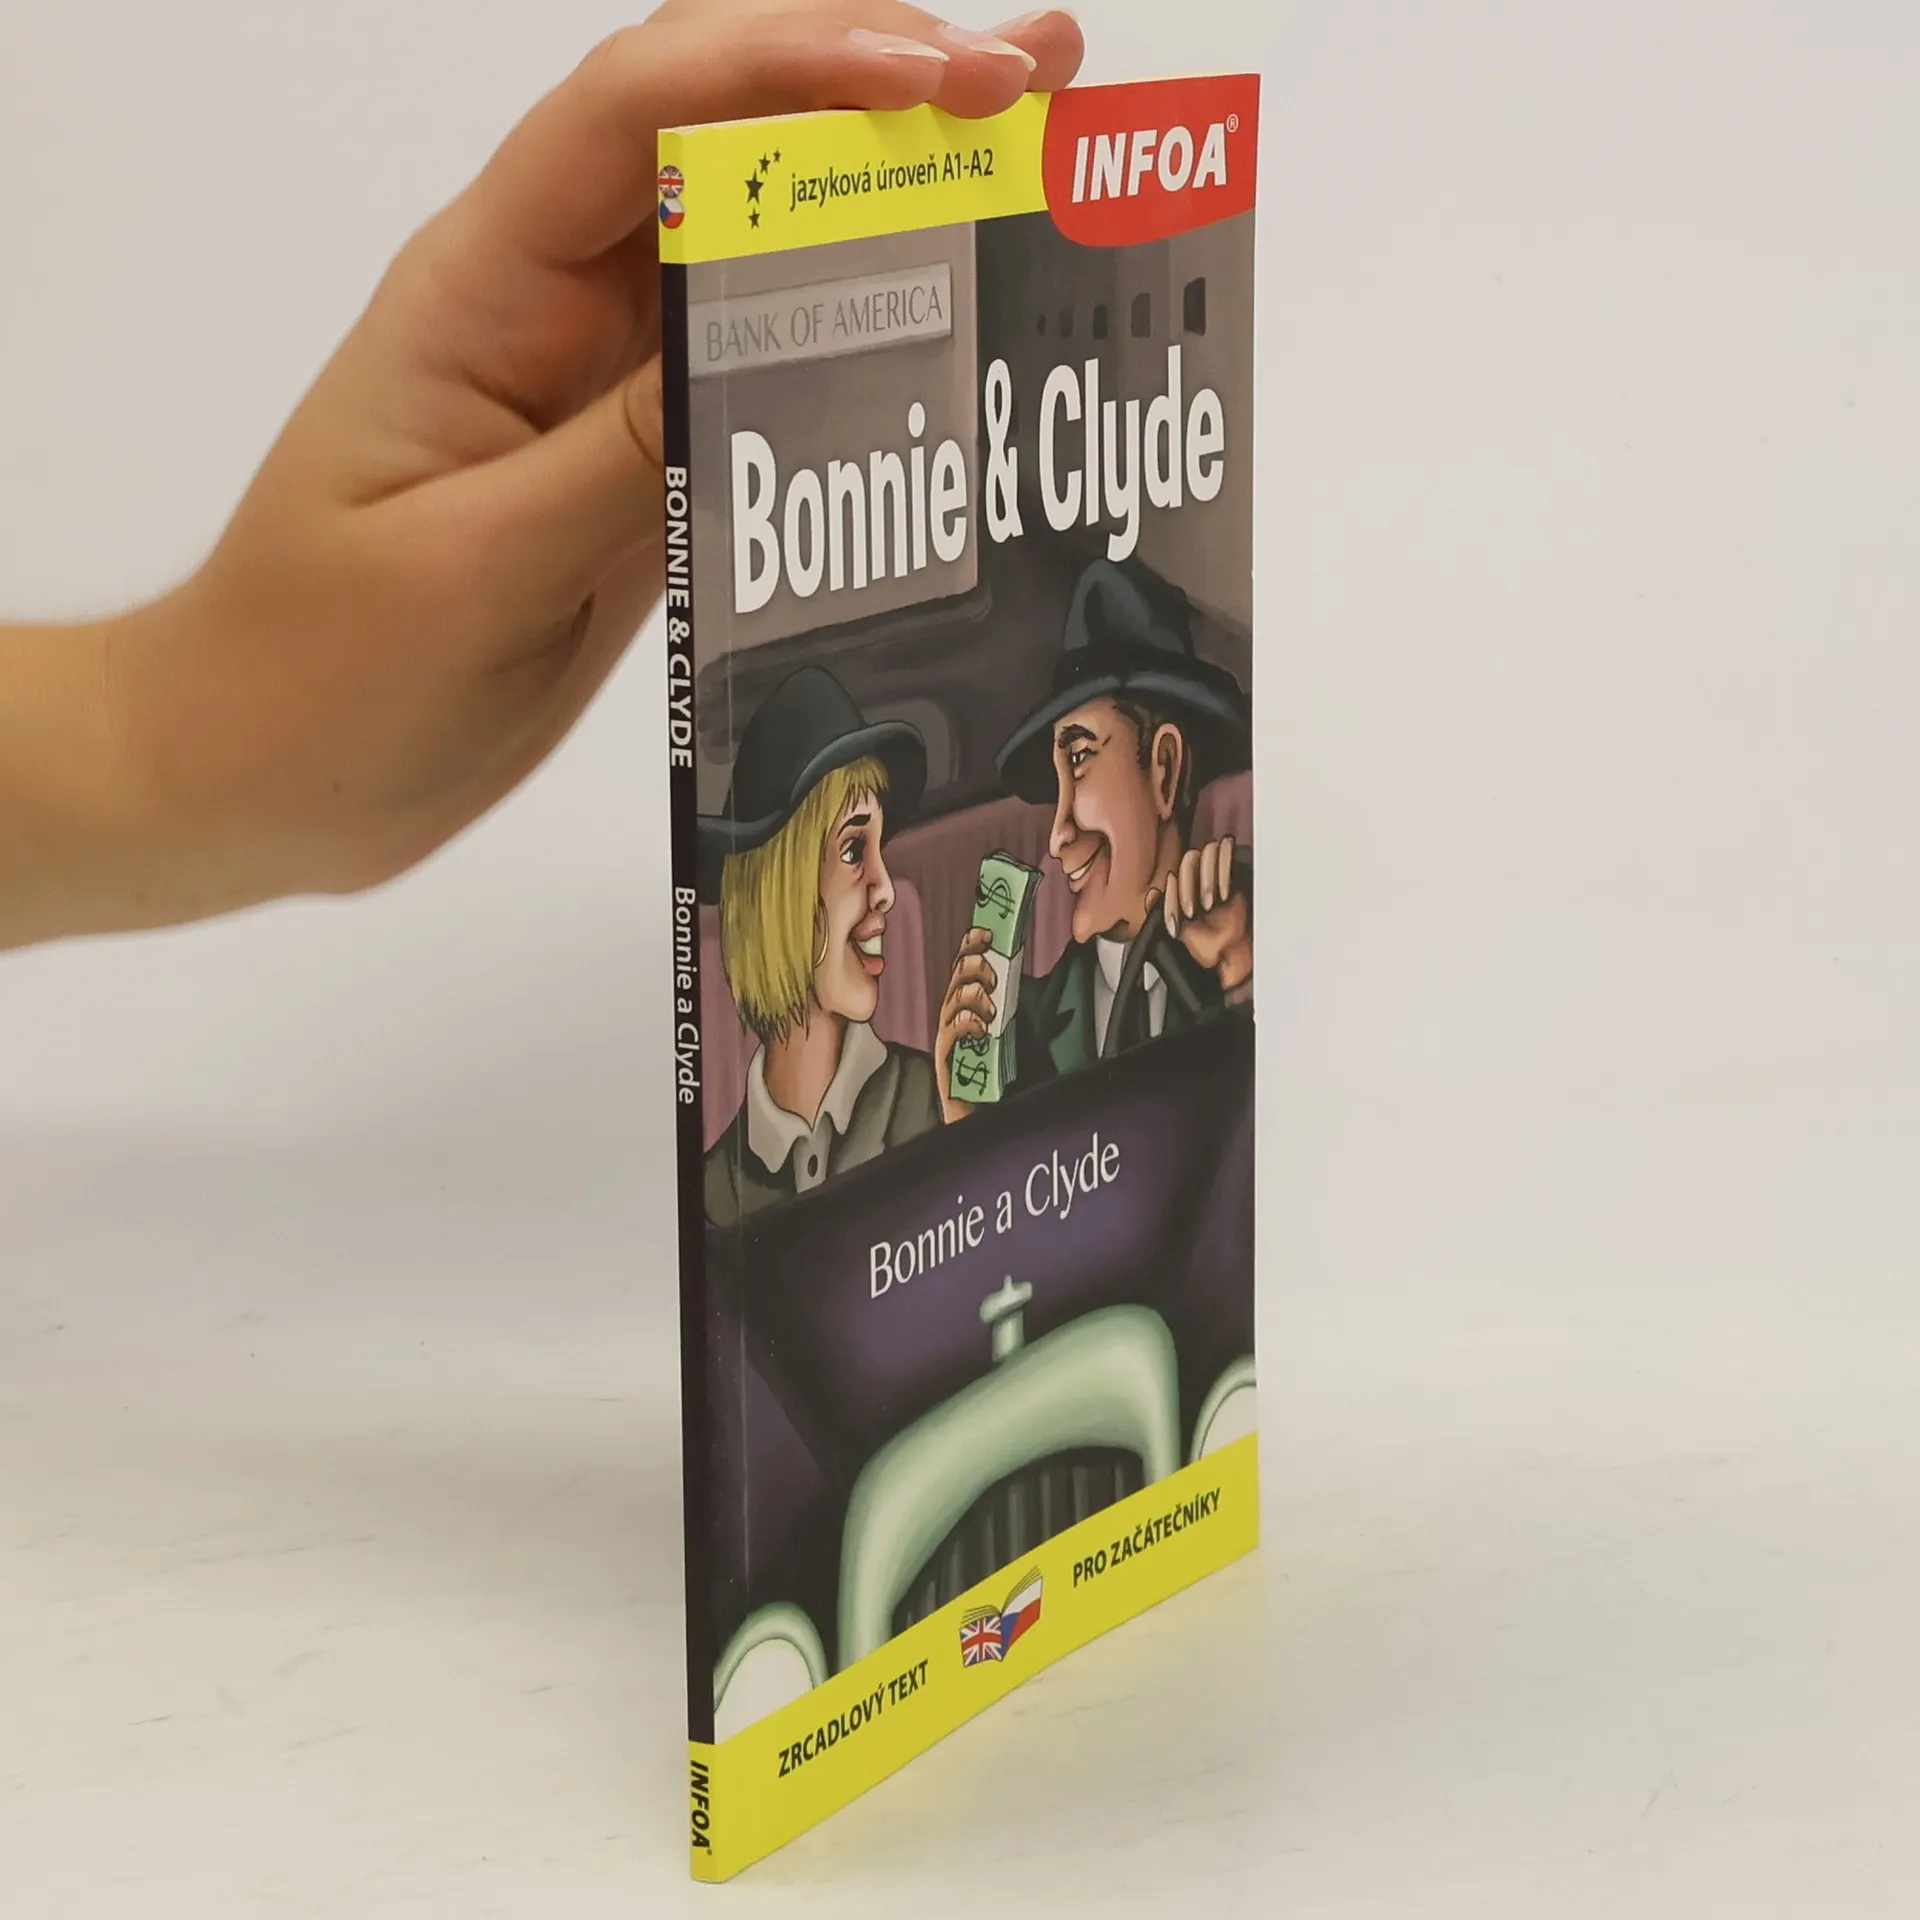 jazyková úroveň A1-A2
INFOA®
BANK OF AMERICA
Bonnie & Clyde
Bonnie a Clyde
ZRCADLOVÝ TEXT
PRO ZAČÁTEČNÍKY
BONNIE & CLYDE
Bonnie a Clyde
INFOA®